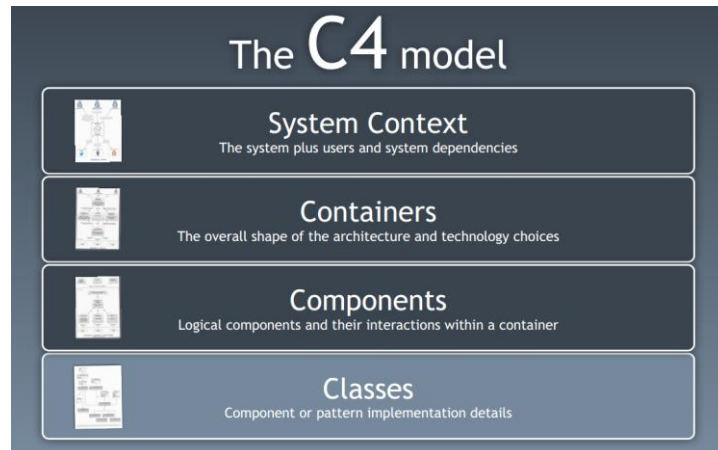 The C4 model
System Context
The system plus users and system dependencies
Containers
The overall shape of the architecture and technology choices
Components
Logical components and their interactions within a container
Classes
Component or pattern implementation details